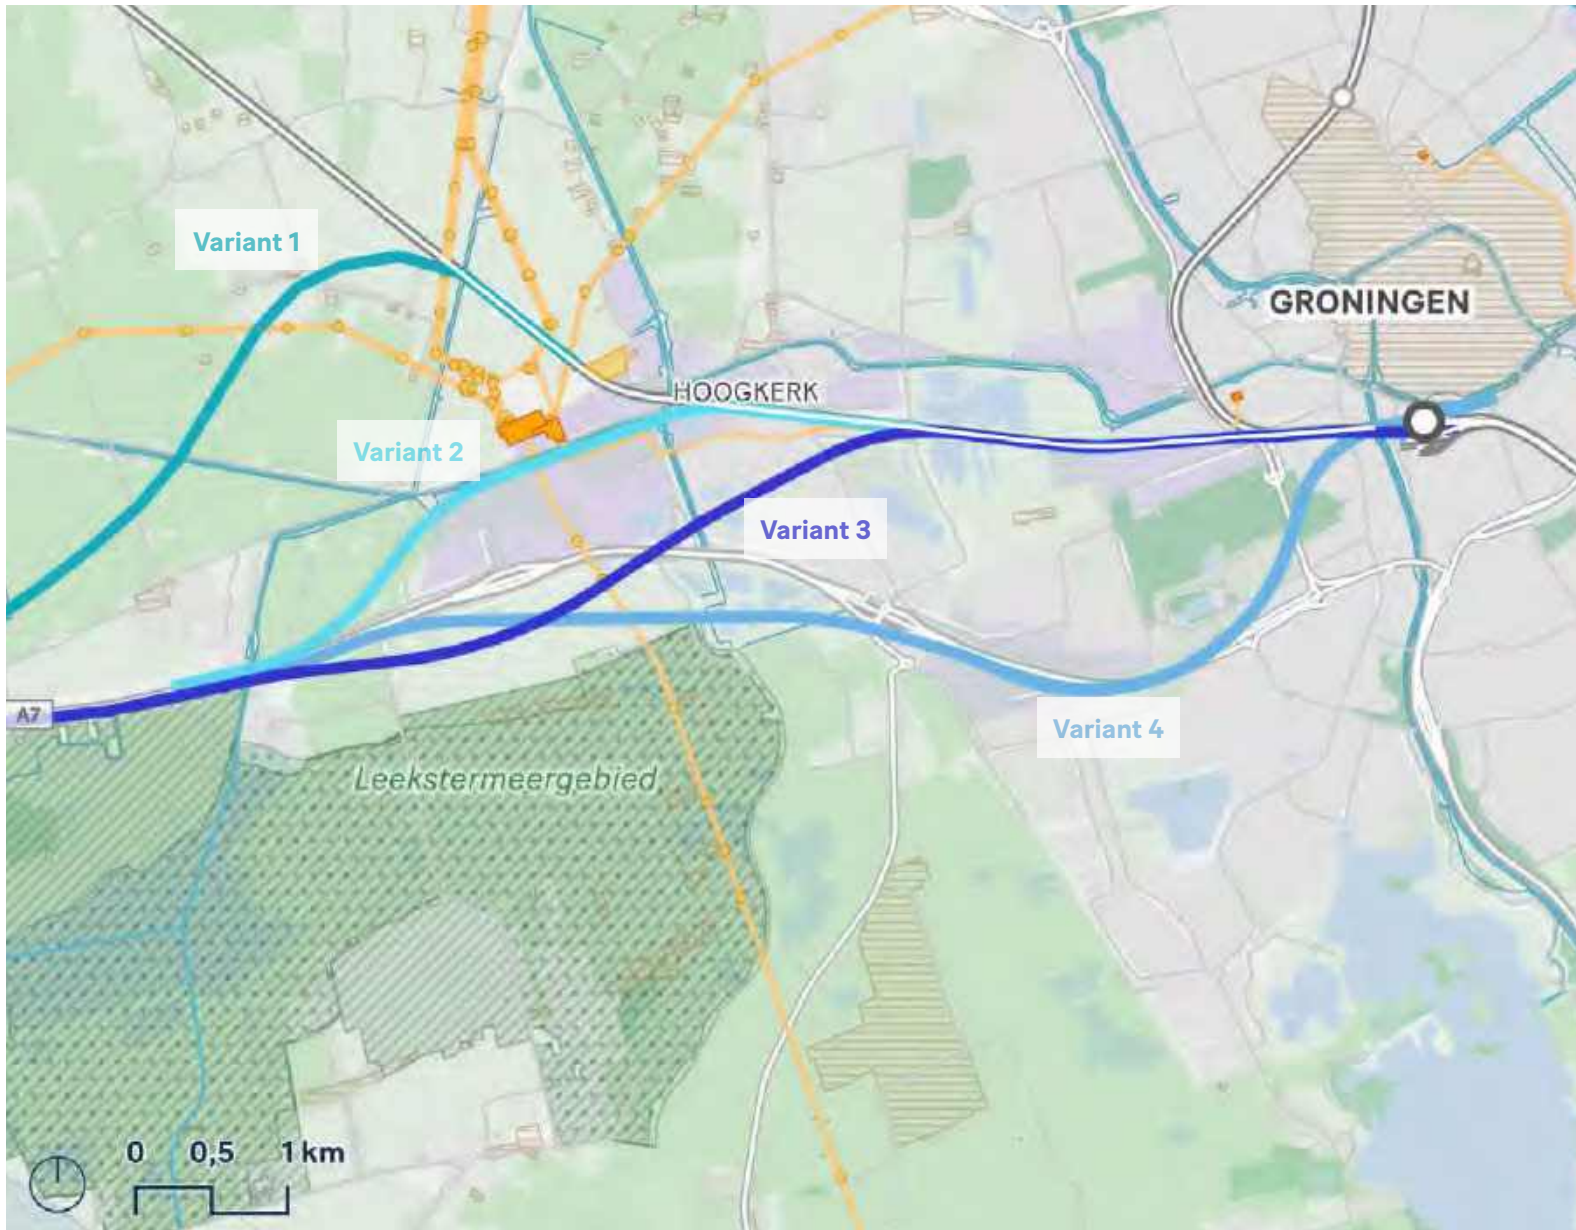 Variant 1
GRONINGEN
HOOGKERK
Variant 2
Variant 3
A7
Variant 4
Leekstermeergebied
0 0,5 1 km